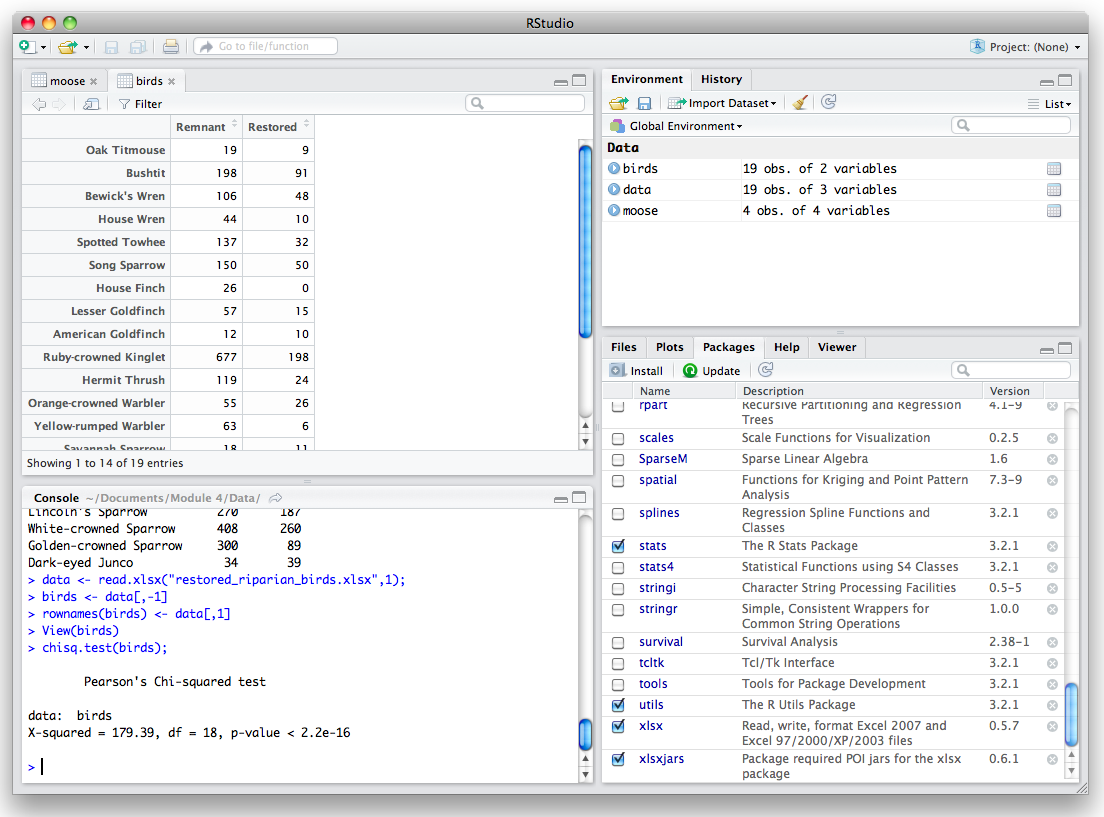 RStudio
Go to file/function
Project: (None)
moose
birds
Filter
Remnant Restored
Oak Titmouse 19 9
Bushtit 198 91
Bewick's Wren 106 48
House Wren 44 10
Spotted Towhee 137 32
Song Sparrow 150 50
House Finch 26 0
Lesser Goldfinch 57 15
American Goldfinch 12 10
Ruby-crowned Kinglet 677 198
Hermit Thrush 119 24
Orange-crowned Warbler 55 26
Yellow-rumped Warbler 63 6
Savannah Sparrow 18 11
Showing 1 to 14 of 19 entries
Console ~/Documents/Module 4/Data/
Lincoln's Sparrow 270 187
White-crowned Sparrow 408 260
Golden-crowned Sparrow 300 89
Dark-eyed Junco 34 39
> data <- read.xlsx("restored_riparian_birds.xlsx",1);
> birds <- data[,-1]
> rownames(birds) <- data[,1]
> View(birds)
> chisq.test(birds);
Pearson's Chi-squared test
data: birds
X-squared = 179.39, df = 18, p-value < 2.2e-16
>
Environment History
Import Dataset
List
Global Environment
Data
birds 19 obs. of 2 variables
data 19 obs. of 3 variables
moose 4 obs. of 4 variables
Files Plots Packages Help Viewer
Install Update
Name Description Version
rpart Recursive Partitioning and Regression 4.1-9
Trees
scales Scale Functions for Visualization 0.2.5
SparseM Sparse Linear Algebra 1.6
spatial Functions for Kriging and Point Pattern 7.3-9
Analysis
splines Regression Spline Functions and 3.2.1
Classes
stats The R Stats Package 3.2.1
stats4 Statistical Functions using S4 Classes 3.2.1
stringi Character String Processing Facilities 0.5-5
stringr Simple, Consistent Wrappers for 1.0.0
Common String Operations
survival Survival Analysis 2.38-1
tcltk Tcl/Tk Interface 3.2.1
tools Tools for Package Development 3.2.1
utils The R Utils Package 3.2.1
xlsx Read, write, format Excel 2007 and 0.5.7
Excel 97/2000/XP/2003 files
xlsxjars Package required POI jars for the xlsx 0.6.1
package